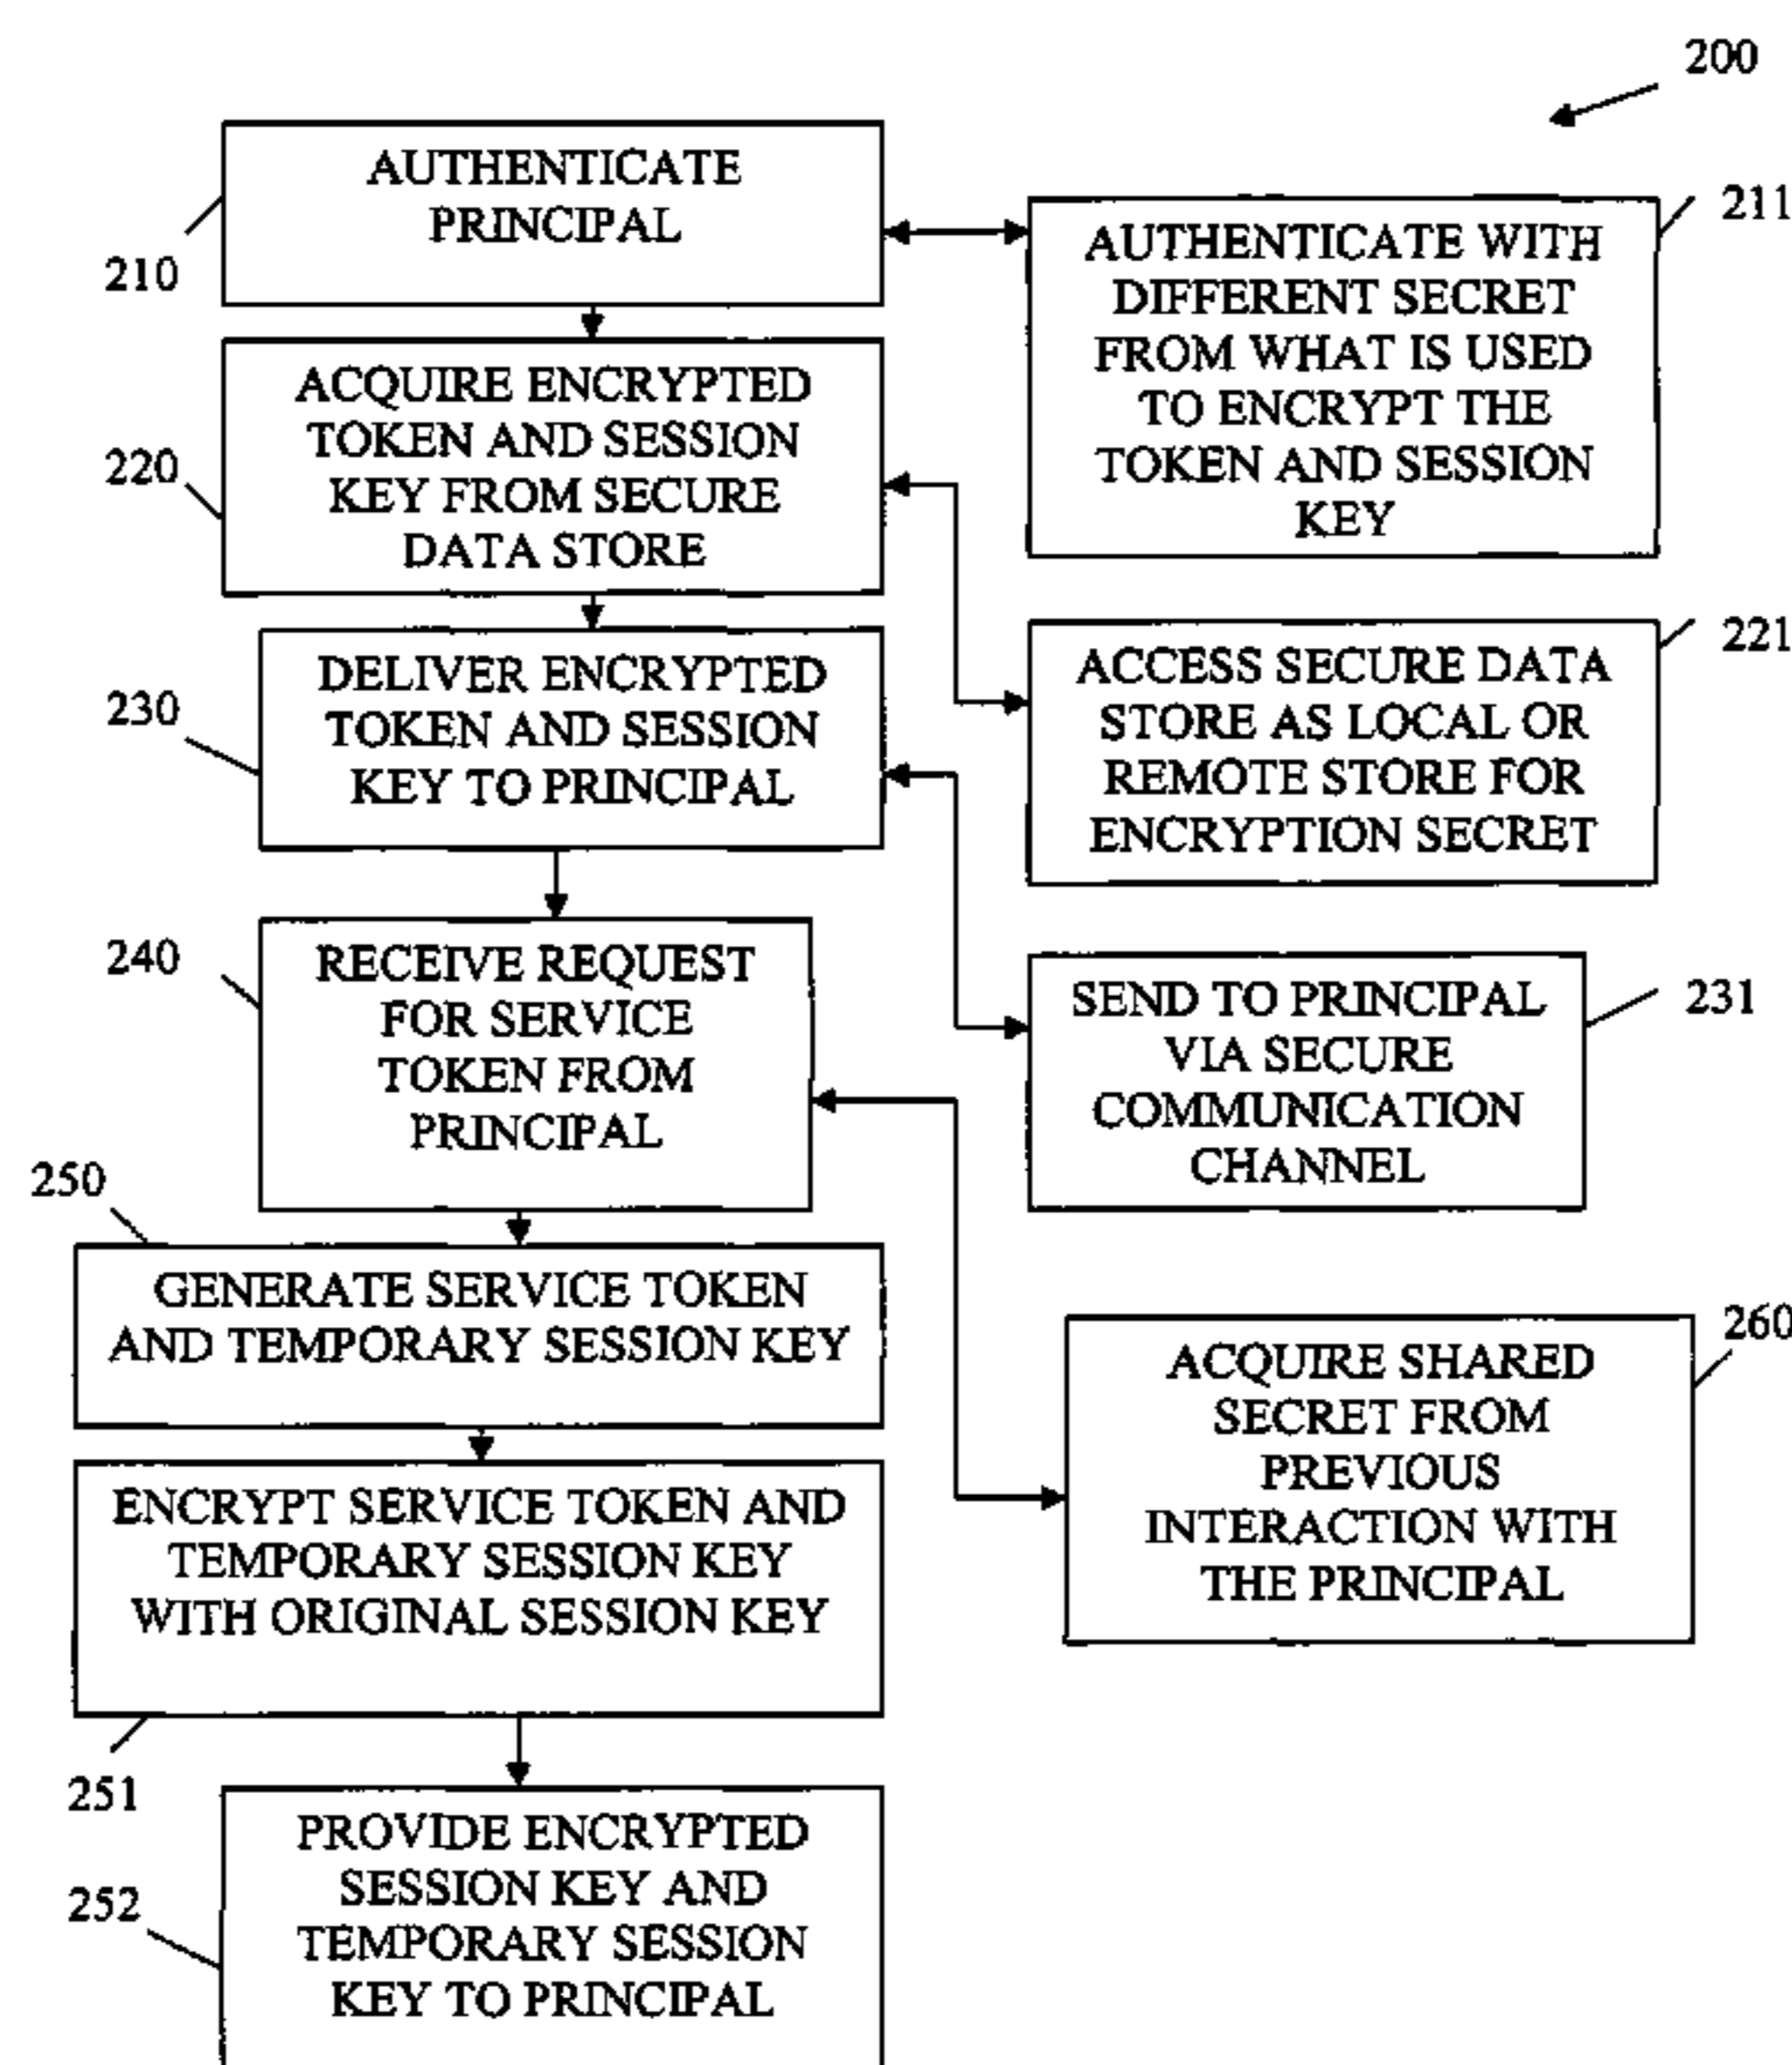 200
AUTHENTICATE
PRINCIPAL
210
AUTHENTICATE WITH
DIFFERENT SECRET
FROM WHAT IS USED
TO ENCRYPT THE
TOKEN AND SESSION
KEY
211
ACQUIRE ENCRYPTED
TOKEN AND SESSION
KEY FROM SECURE
DATA STORE
220
ACCESS SECURE DATA
STORE AS LOCAL OR
REMOTE STORE FOR
ENCRYPTION SECRET
221
DELIVER ENCRYPTED
TOKEN AND SESSION
KEY TO PRINCIPAL
230
SEND TO PRINCIPAL
VIA SECURE
COMMUNICATION
CHANNEL
231
RECEIVE REQUEST
FOR SERVICE
TOKEN FROM
PRINCIPAL
240
250
GENERATE SERVICE TOKEN
AND TEMPORARY SESSION KEY
ACQUIRE SHARED
SECRET FROM
PREVIOUS
INTERACTION WITH
THE PRINCIPAL
260
ENCRYPT SERVICE TOKEN AND
TEMPORARY SESSION KEY
WITH ORIGINAL SESSION KEY
251
PROVIDE ENCRYPTED
SESSION KEY AND
TEMPORARY SESSION
KEY TO PRINCIPAL
252